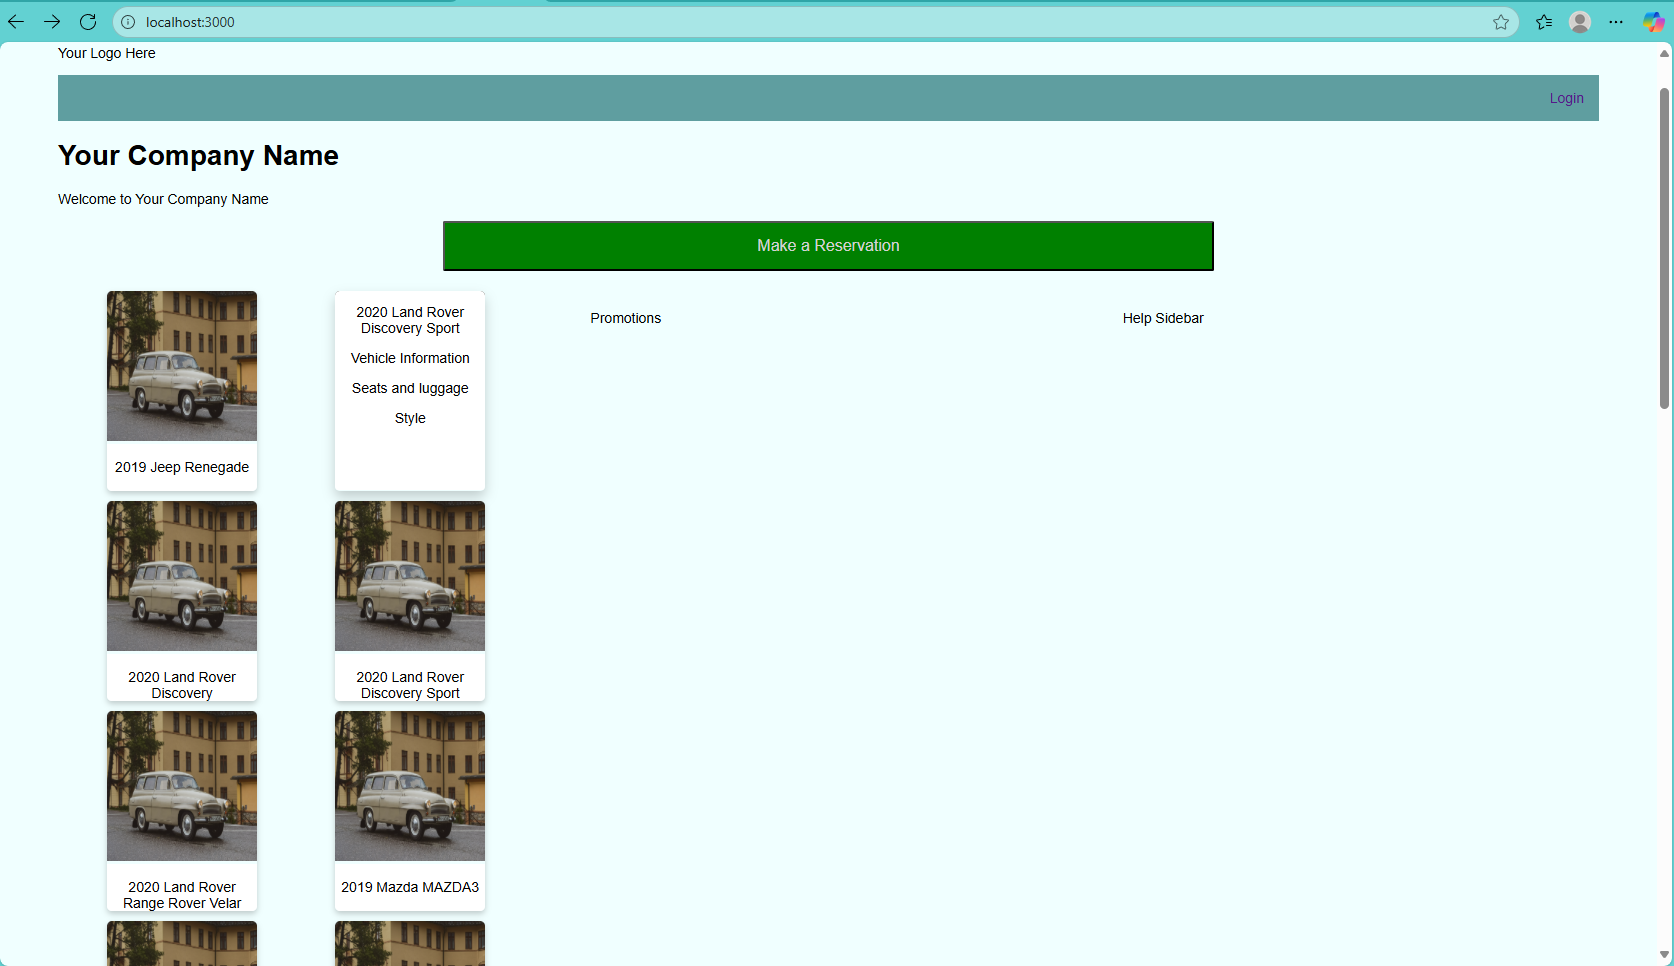 localhost:3000
Your Logo Here
Login
Your Company Name
Welcome to Your Company Name
Make a Reservation
2019 Jeep Renegade
2020 Land Rover
Discovery Sport
Vehicle Information
Seats and luggage
Style
Promotions
Help Sidebar
2020 Land Rover
Discovery
2020 Land Rover
Discovery Sport
2020 Land Rover
Range Rover Velar
2019 Mazda MAZDA3